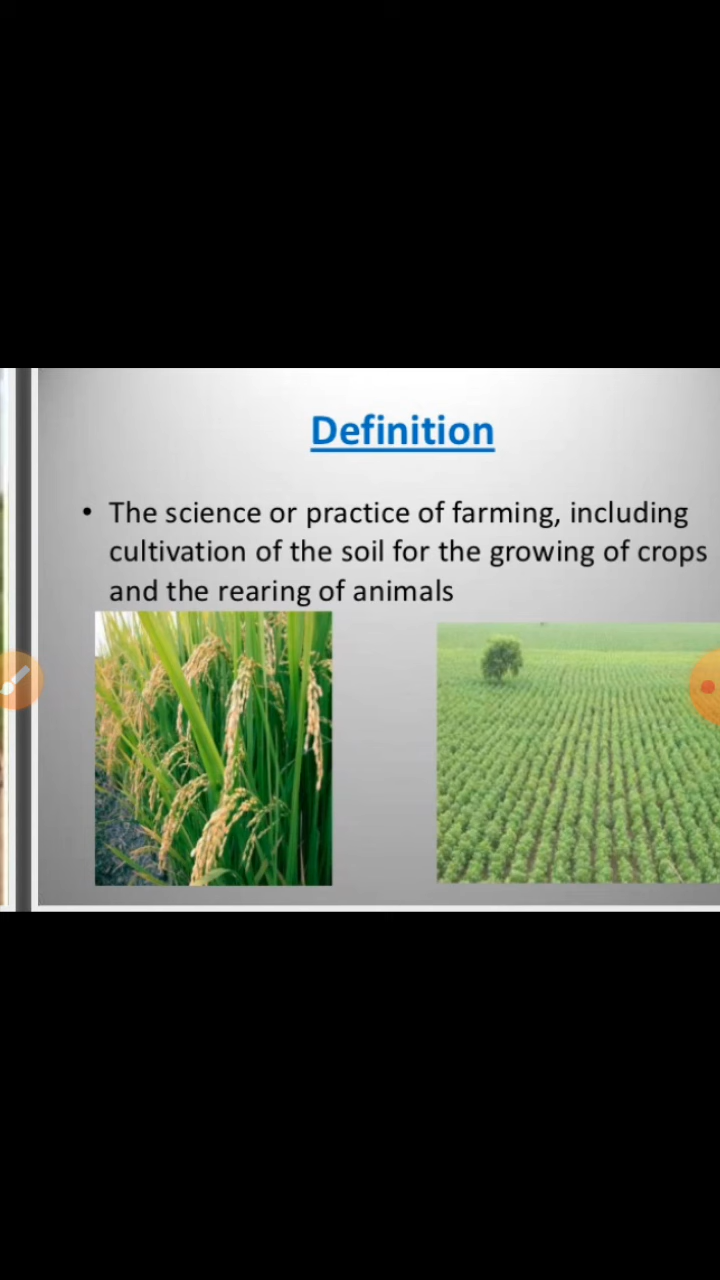 Definition
• The science or practice of farming, including
cultivation of the soil for the growing of crops
and the rearing of animals